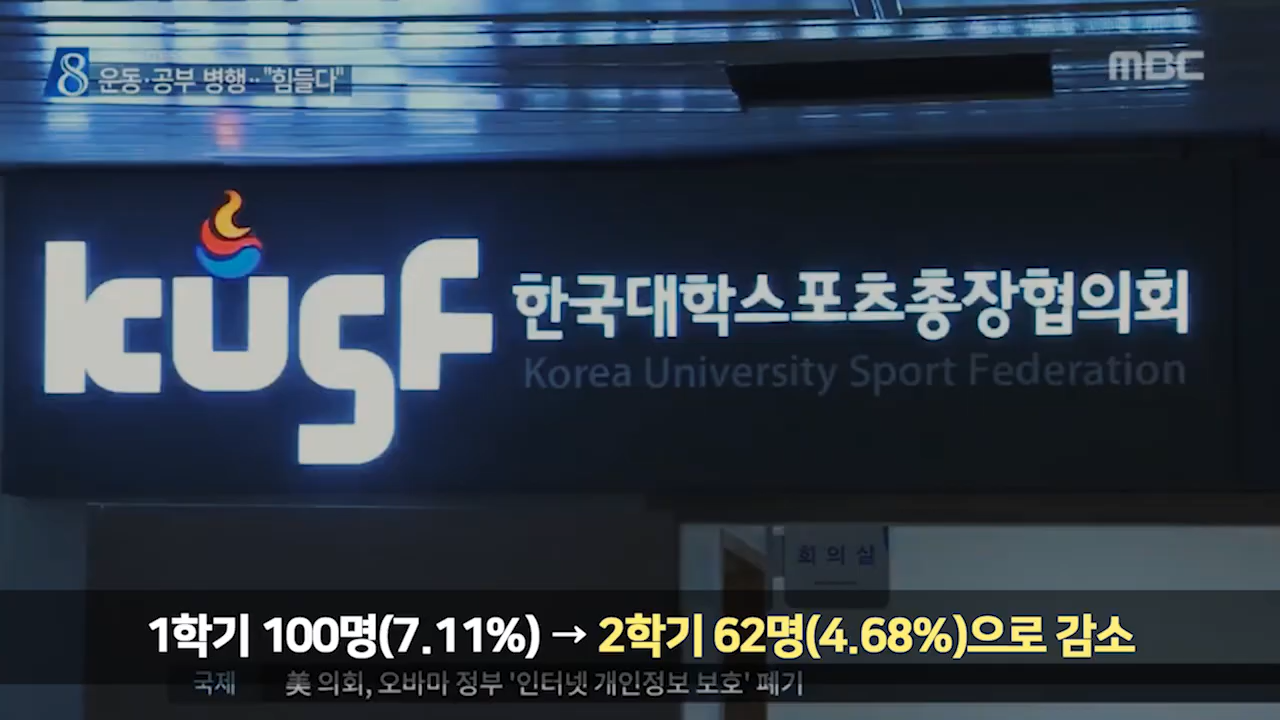 8 운동·공부 병행‥"힘들다"
MBC
kusf
한국대학스포츠총장협의회
Korea University Sport Federation
회의실
1학기 100명(7.11%) → 2학기 62명(4.68%)으로 감소
국제 美 의회, 오바마 정부 '인터넷 개인정보 보호' 폐기